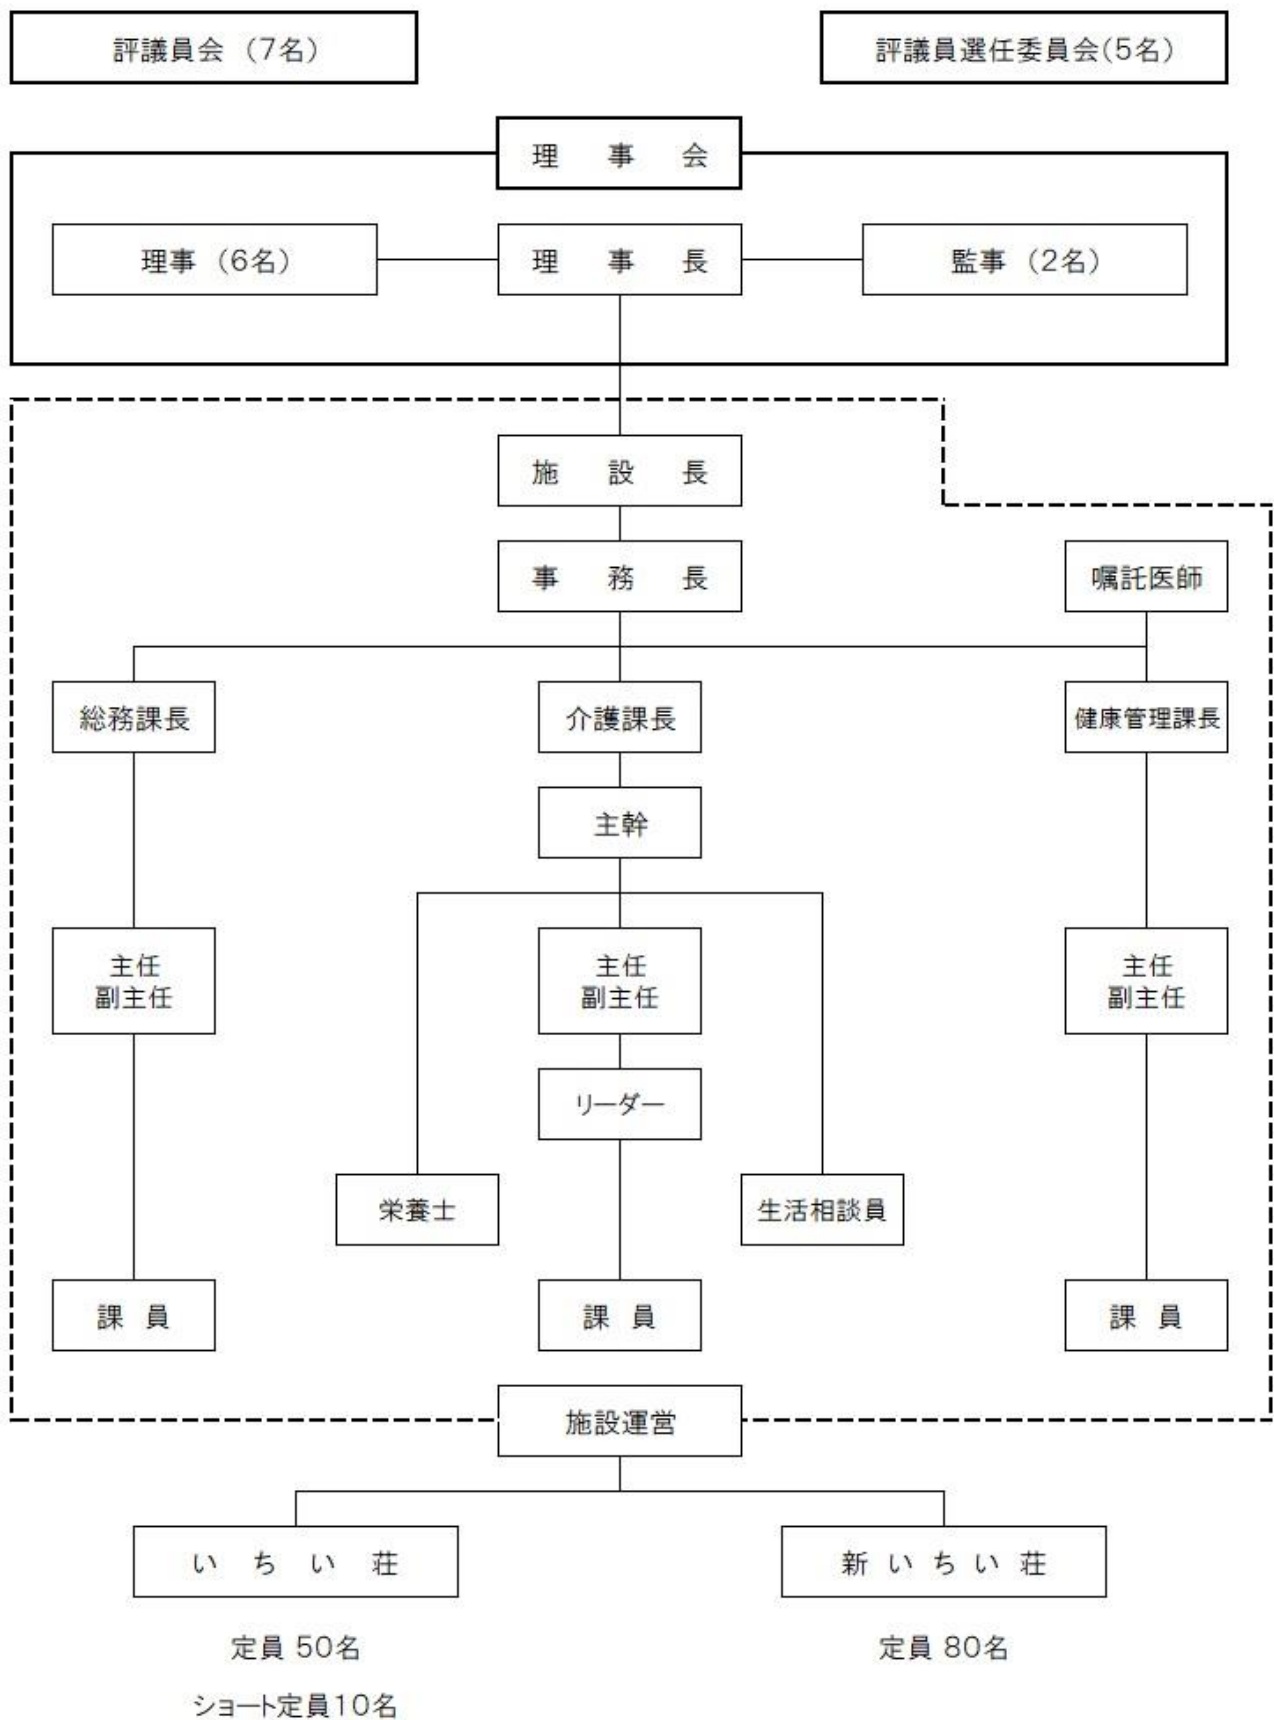 評議員会 (7名)
評議員選任委員会(5名)
理 事 会
理事 (6名)
理 事 長
監事 (2名)
施 設 長
事 務 長
嘱託医師
総務課長
介護課長
健康管理課長
主幹
主任
副主任
主任
副主任
主任
副主任
リーダー
栄養士
生活相談員
課 員
課 員
課 員
施設運営
い ち い 荘
新 い ち い 荘
定員 50名
定員 80名
ショート定員10名